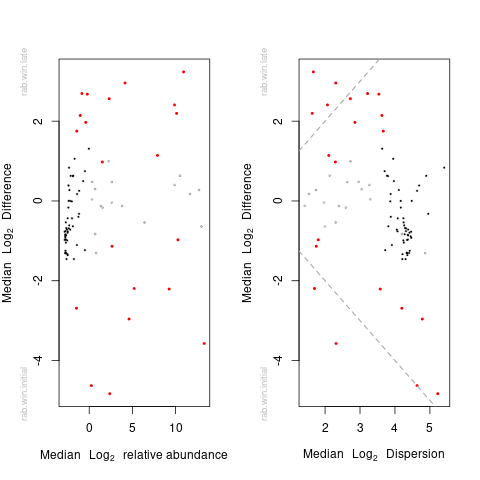 rab.win.late
rab.win.initial
Median Log2 Difference
2
0
-2
-4
0
5
10
Median Log2 relative abundance
rab.win.late
rab.win.initial
Median Log2 Difference
2
0
-2
-4
2
3
4
5
Median Log2 Dispersion